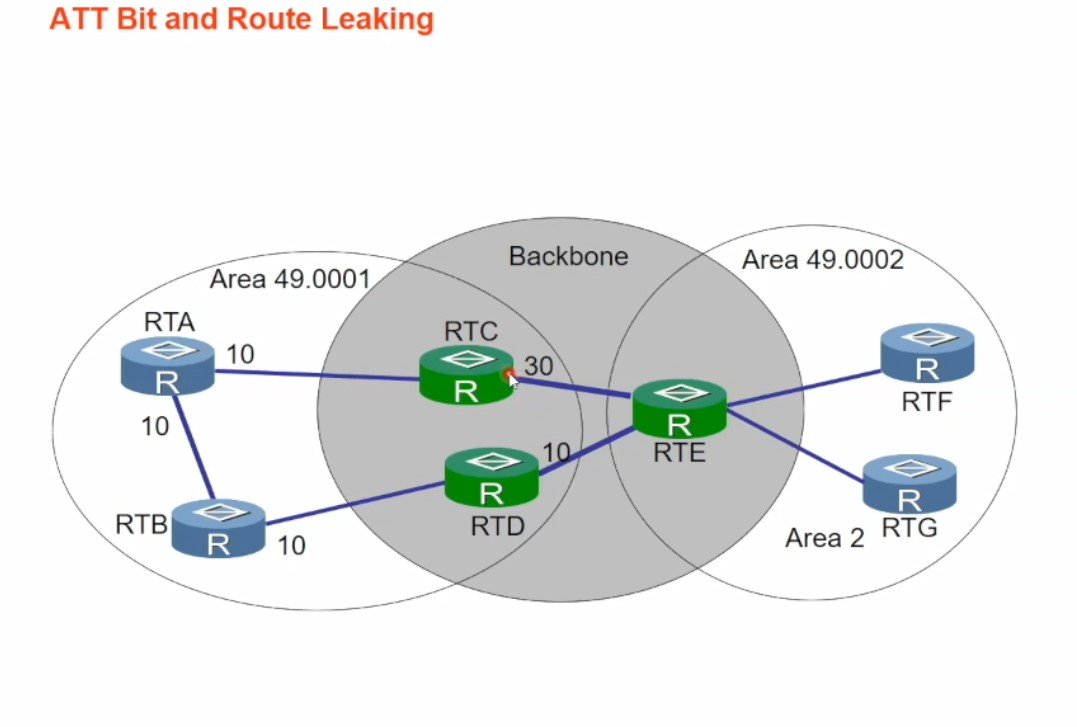 ATT Bit and Route Leaking
Backbone
Area 49.0001
Area 49.0002
RTA
10
R
10
RTB
R
10
RTC
30
R
10
R
RTD
R
RTE
R
RTF
R
RTG
Area 2